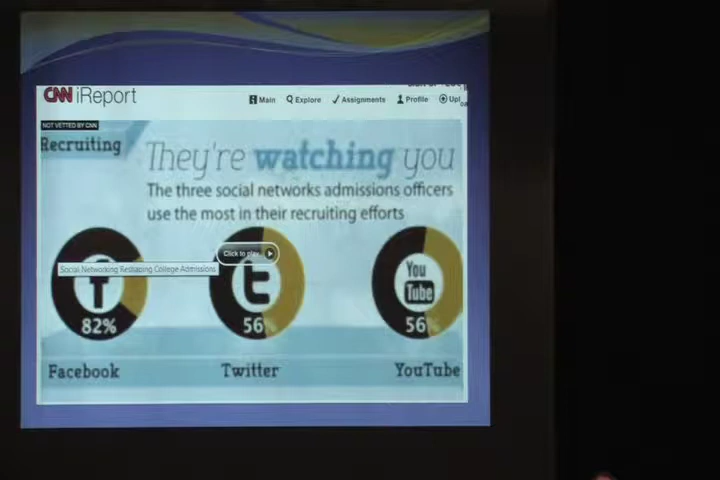 CNN iReport
Main Explore Assignments Profile Upl
NOT VETTED BY CNN
Recruiting
They're watching you
The three social networks admissions officers
use the most in their recruiting efforts
Click to play
Social Networking Reshaping College Admissions
You
Tube
82%
56%
56%
Facebook
Twitter
YouTube